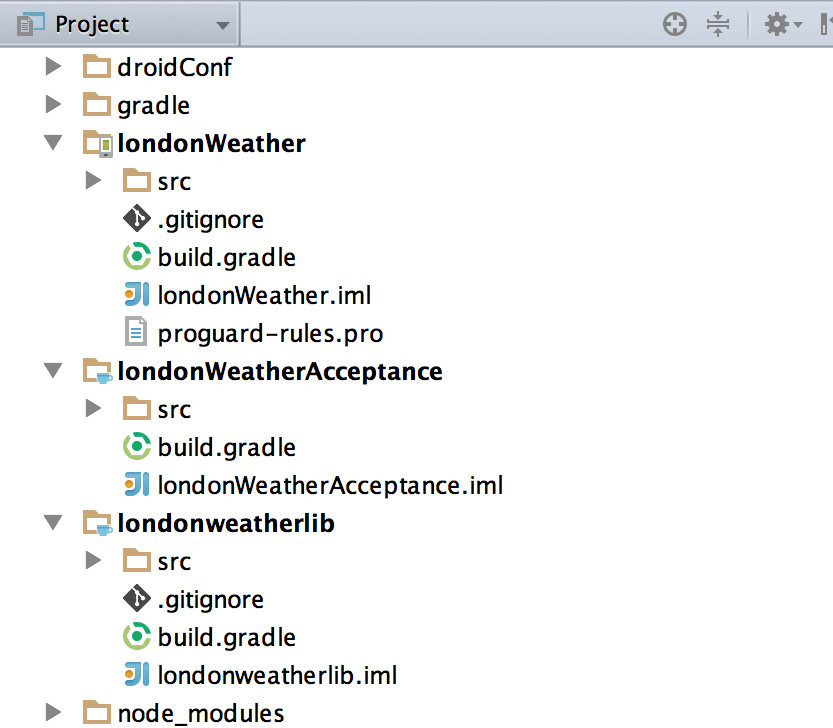 Project
droidConf
gradle
londonWeather
src
.gitignore
build.gradle
londonWeather.iml
proguard-rules.pro
londonWeatherAcceptance
src
build.gradle
londonWeatherAcceptance.iml
londonweatherlib
src
.gitignore
build.gradle
londonweatherlib.iml
node_modules